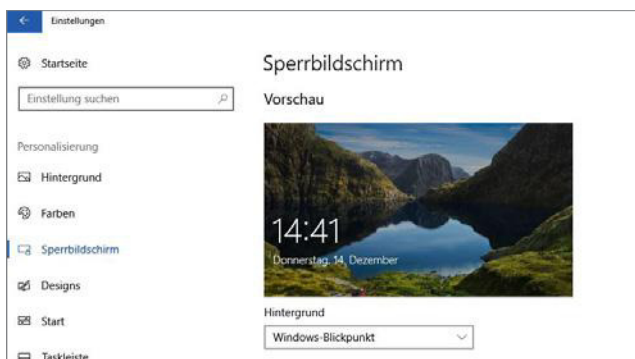 Einstellungen
Startseite
Einstellung suchen
Personalisierung
Hintergrund
Farben
Sperrbildschirm
Designs
Start
Taskleiste
Sperrbildschirm
Vorschau
14:41
Donnerstag, 14. Dezember
Hintergrund
Windows-Blickpunkt